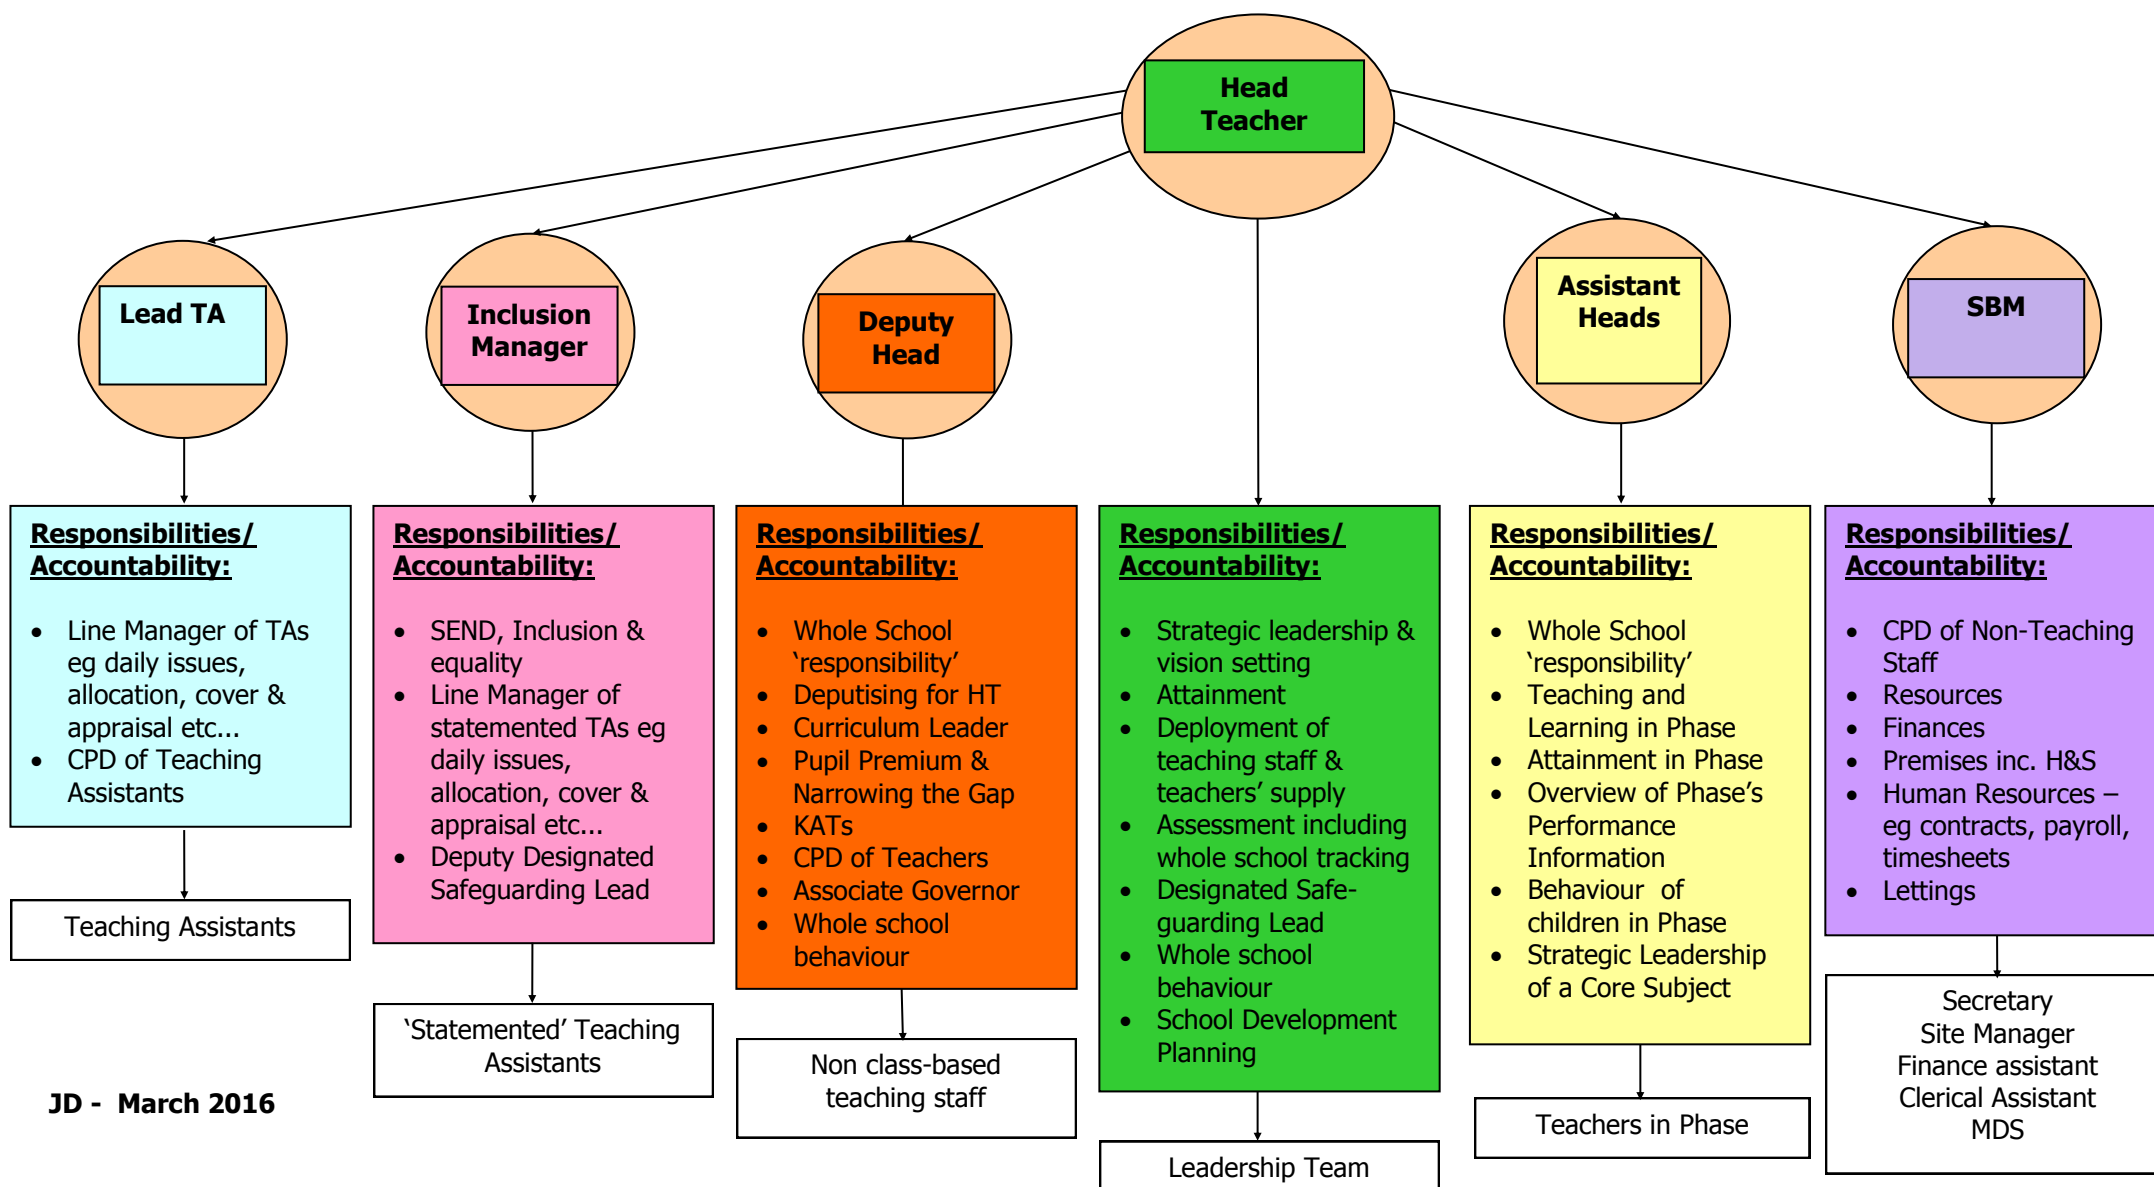 Head
Teacher
Lead TA
Inclusion
Manager
Deputy
Head
Assistant
Heads
SBM
Responsibilities/
Accountability:
• Line Manager of TAs
eg daily issues,
allocation, cover &
appraisal etc...
• CPD of Teaching
Assistants
Teaching Assistants
Responsibilities/
Accountability:
• SEND, Inclusion &
equality
• Line Manager of
statemented TAs eg
daily issues,
allocation, cover &
appraisal etc...
• Deputy Designated
Safeguarding Lead
‘Statemented’ Teaching
Assistants
Responsibilities/
Accountability:
• Whole School
‘responsibility’
• Deputising for HT
• Curriculum Leader
• Pupil Premium &
Narrowing the Gap
• KATs
• CPD of Teachers
• Associate Governor
• Whole school
behaviour
Non class-based
teaching staff
Responsibilities/
Accountability:
• Strategic leadership &
vision setting
• Attainment
• Deployment of
teaching staff &
teachers’ supply
• Assessment including
whole school tracking
• Designated Safe-
guarding Lead
• Whole school
behaviour
• School Development
Planning
Leadership Team
Responsibilities/
Accountability:
• Whole School
‘responsibility’
• Teaching and
Learning in Phase
• Attainment in Phase
• Overview of Phase’s
Performance
Information
• Behaviour of
children in Phase
• Strategic Leadership
of a Core Subject
Teachers in Phase
Responsibilities/
Accountability:
• CPD of Non-Teaching
Staff
• Resources
• Finances
• Premises inc. H&S
• Human Resources –
eg contracts, payroll,
timesheets
• Lettings
Secretary
Site Manager
Finance assistant
Clerical Assistant
MDS
JD - March 2016